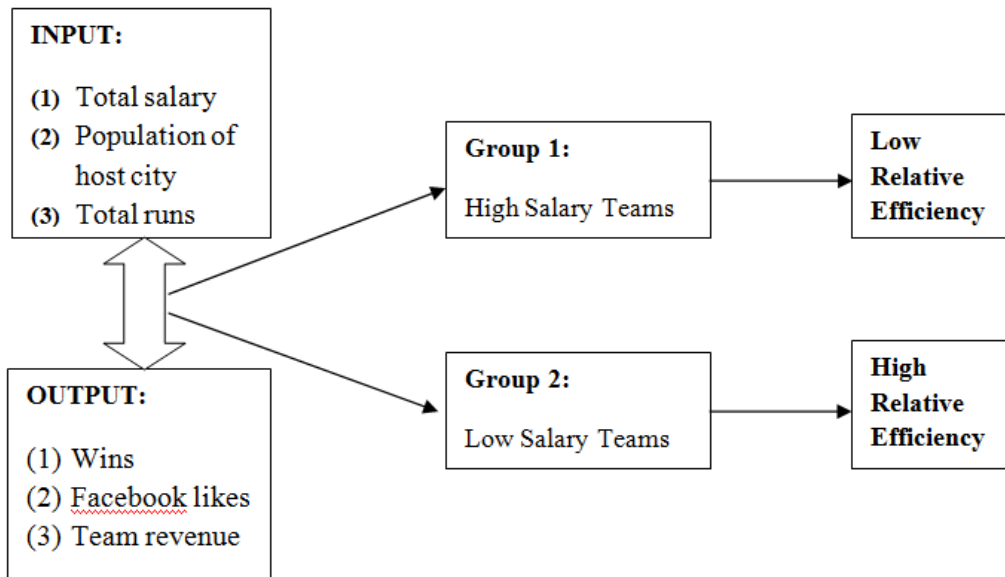 INPUT:
(1) Total salary
(2) Population of
host city
(3) Total runs
OUTPUT:
(1) Wins
(2) Facebook likes
(3) Team revenue
Group 1:
High Salary Teams
Low
Relative
Efficiency
Group 2:
Low Salary Teams
High
Relative
Efficiency